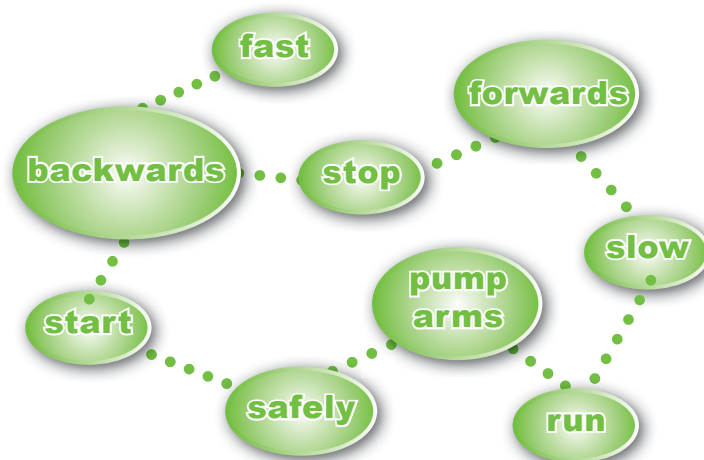 fast
forwards
backwards
stop
slow
pump
arms
start
safely
run